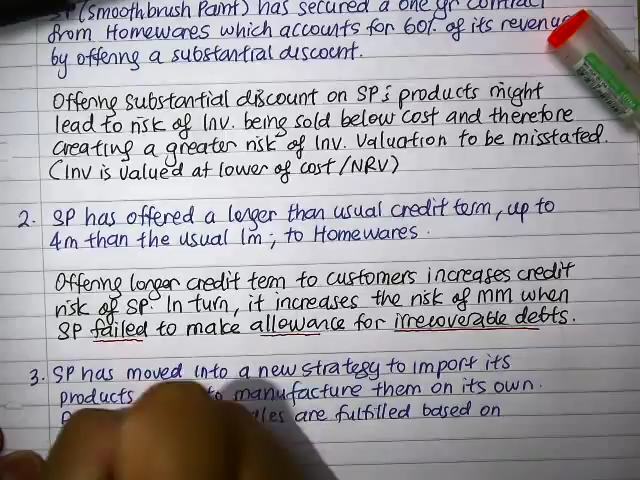 SP (Smoothbrush Paint) has secured a one yr contract
from Homewares which accounts for 60% of its revenue
by offering a substantial discount.
Offering substantial discount on SP's products might
lead to risk of Inv. being sold below cost and therefore
creating a greater risk of Inv. Valuation to be misstated.
(Inv is valued at lower of cost/NRV)
2. SP has offered a longer than usual credit term, up to
4m than the usual 1m, to Homewares.
Offering longer credit tem to customers increases credit
risk of SP. In turn, it increases the risk of MM when
SP failed to make allowance for irrecoverable debts.
3. SP has moved into a new strategy to import its
products to manufacture them on its own.
are fulfilled based on